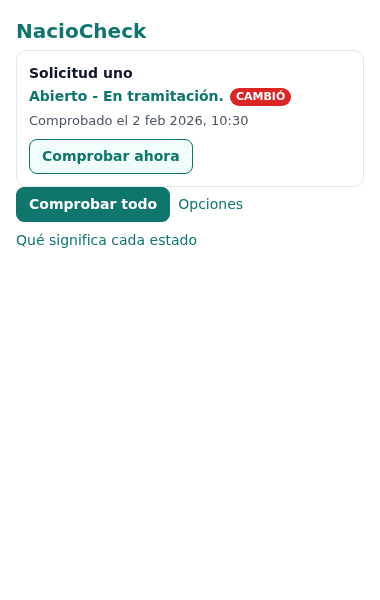 NacioCheck
Solicitud uno
Abierto - En tramitación. CAMBIÓ
Comprobado el 2 feb 2026, 10:30
Comprobar ahora
Comprobar todo Opciones
Qué significa cada estado